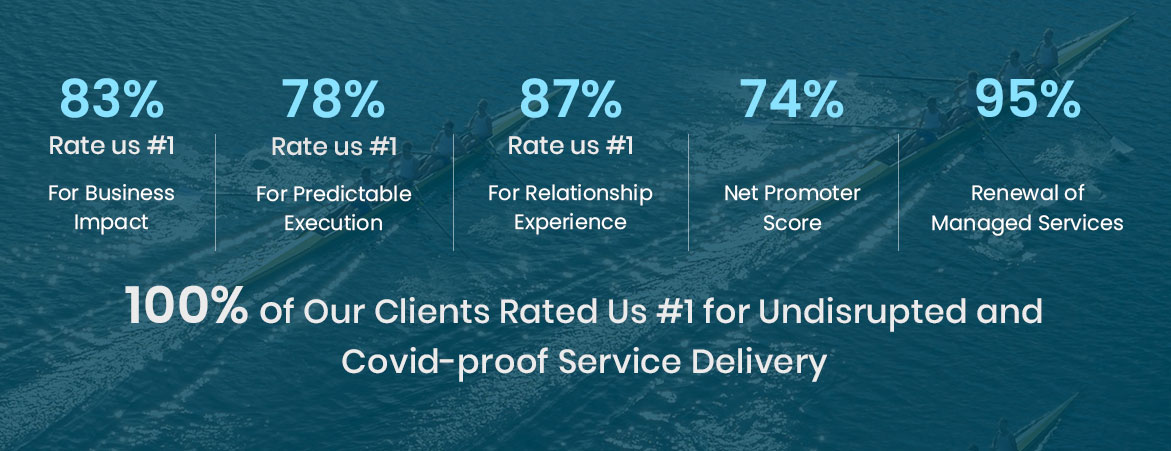 83%
Rate us #1
For Business
Impact
78%
Rate us #1
For Predictable
Execution
87%
Rate us #1
For Relationship
Experience
74%
Net Promoter
Score
95%
Renewal of
Managed Services
100% of Our Clients Rated Us #1 for Undisrupted and
Covid-proof Service Delivery